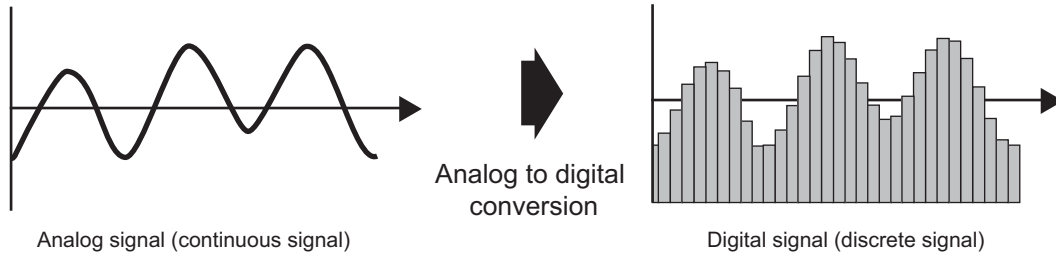 Analog to digital
conversion
Analog signal (continuous signal)
Digital signal (discrete signal)